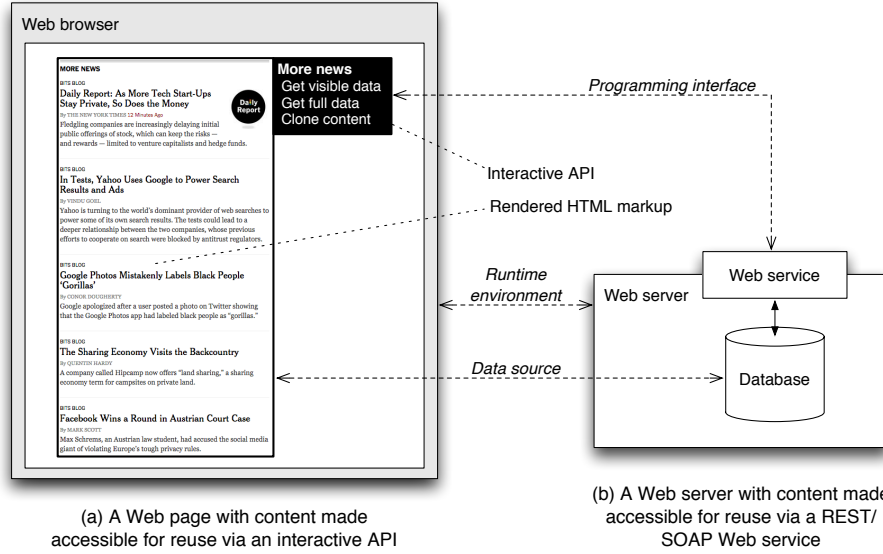 Web browser
MORE NEWS
BITS BLOG
Daily Report: As More Tech Start-Ups
Stay Private, So Does the Money
By THE NEW YORK TIMES 12 Minutes Ago
Fledgling companies are increasingly delaying initial
public offerings of stock, which can keep the risks —
and rewards — limited to venture capitalists and hedge funds.
Daily
Report
BITS BLOG
In Tests, Yahoo Uses Google to Power Search
Results and Ads
By VINDU GOEL
Yahoo is turning to the world's dominant provider of web searches to
power some of its own search results. The tests could lead to a
deeper relationship between the two companies, whose previous
efforts to cooperate on search were blocked by antitrust regulators.
BITS BLOG
Google Photos Mistakenly Labels Black People
'Gorillas'
By CONOR DOUGHERTY
Google apologized after a user posted a photo on Twitter showing
that the Google Photos app had labeled black people as "gorillas."
BITS BLOG
The Sharing Economy Visits the Backcountry
By QUENTIN HARDY
A company called Hipcamp now offers "land sharing," a sharing
economy term for campsites on private land.
BITS BLOG
Facebook Wins a Round in Austrian Court Case
By MARK SCOTT
Max Schrems, an Austrian law student, had accused the social media
giant of violating Europe's tough privacy rules.
More news
Get visible data
Get full data
Clone content
Programming interface
Interactive API
Rendered HTML markup
Runtime
environment
Data source
Web service
Web server
Database
(a) A Web page with content made
accessible for reuse via an interactive API
(b) A Web server with content made
accessible for reuse via a REST/
SOAP Web service